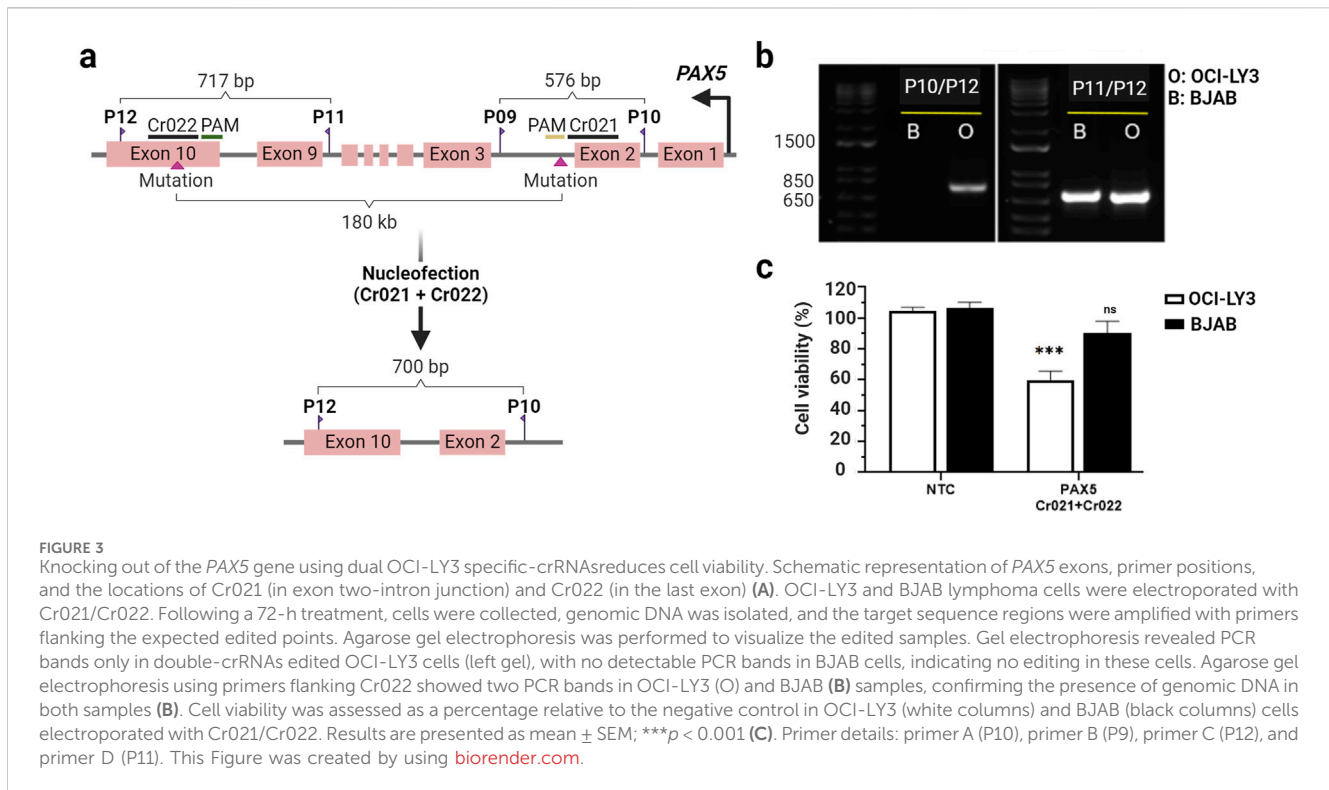 a
717 bp
576 bp
PAX5
P12
P11
P09
P10
Cr022
PAM
PAM
Cr021
Exon 10
Exon 9
Exon 3
Exon 2
Exon 1
Mutation
Mutation
180 kb
Nucleofection
(Cr021 + Cr022)
700 bp
P12
P10
Exon 10
Exon 2
b
P10/P12
P11/P12
O: OCI-LY3
B: BJAB
B
O
B
O
1500
850
650
c
Cell viability (%)
120
100
80
60
40
20
0
***
ns
OCI-LY3
BJAB
NTC
PAX5
Cr021+Cr022
FIGURE 3
Knocking out of the PAX5 gene using dual OCI-LY3 specific-crRNAsreduces cell viability. Schematic representation of PAX5 exons, primer positions,
and the locations of Cr021 (in exon two-intron junction) and Cr022 (in the last exon) (A). OCI-LY3 and BJAB lymphoma cells were electroporated with
Cr021/Cr022. Following a 72-h treatment, cells were collected, genomic DNA was isolated, and the target sequence regions were amplified with primers
flanking the expected edited points. Agarose gel electrophoresis was performed to visualize the edited samples. Gel electrophoresis revealed PCR
bands only in double-crRNAs edited OCI-LY3 cells (left gel), with no detectable PCR bands in BJAB cells, indicating no editing in these cells. Agarose gel
electrophoresis using primers flanking Cr022 showed two PCR bands in OCI-LY3 (O) and BJAB (B) samples, confirming the presence of genomic DNA in
both samples (B). Cell viability was assessed as a percentage relative to the negative control in OCI-LY3 (white columns) and BJAB (black columns) cells
electroporated with Cr021/Cr022. Results are presented as mean ± SEM; ***p < 0.001 (C). Primer details: primer A (P10), primer B (P9), primer C (P12), and
primer D (P11). This Figure was created by using biorender.com.